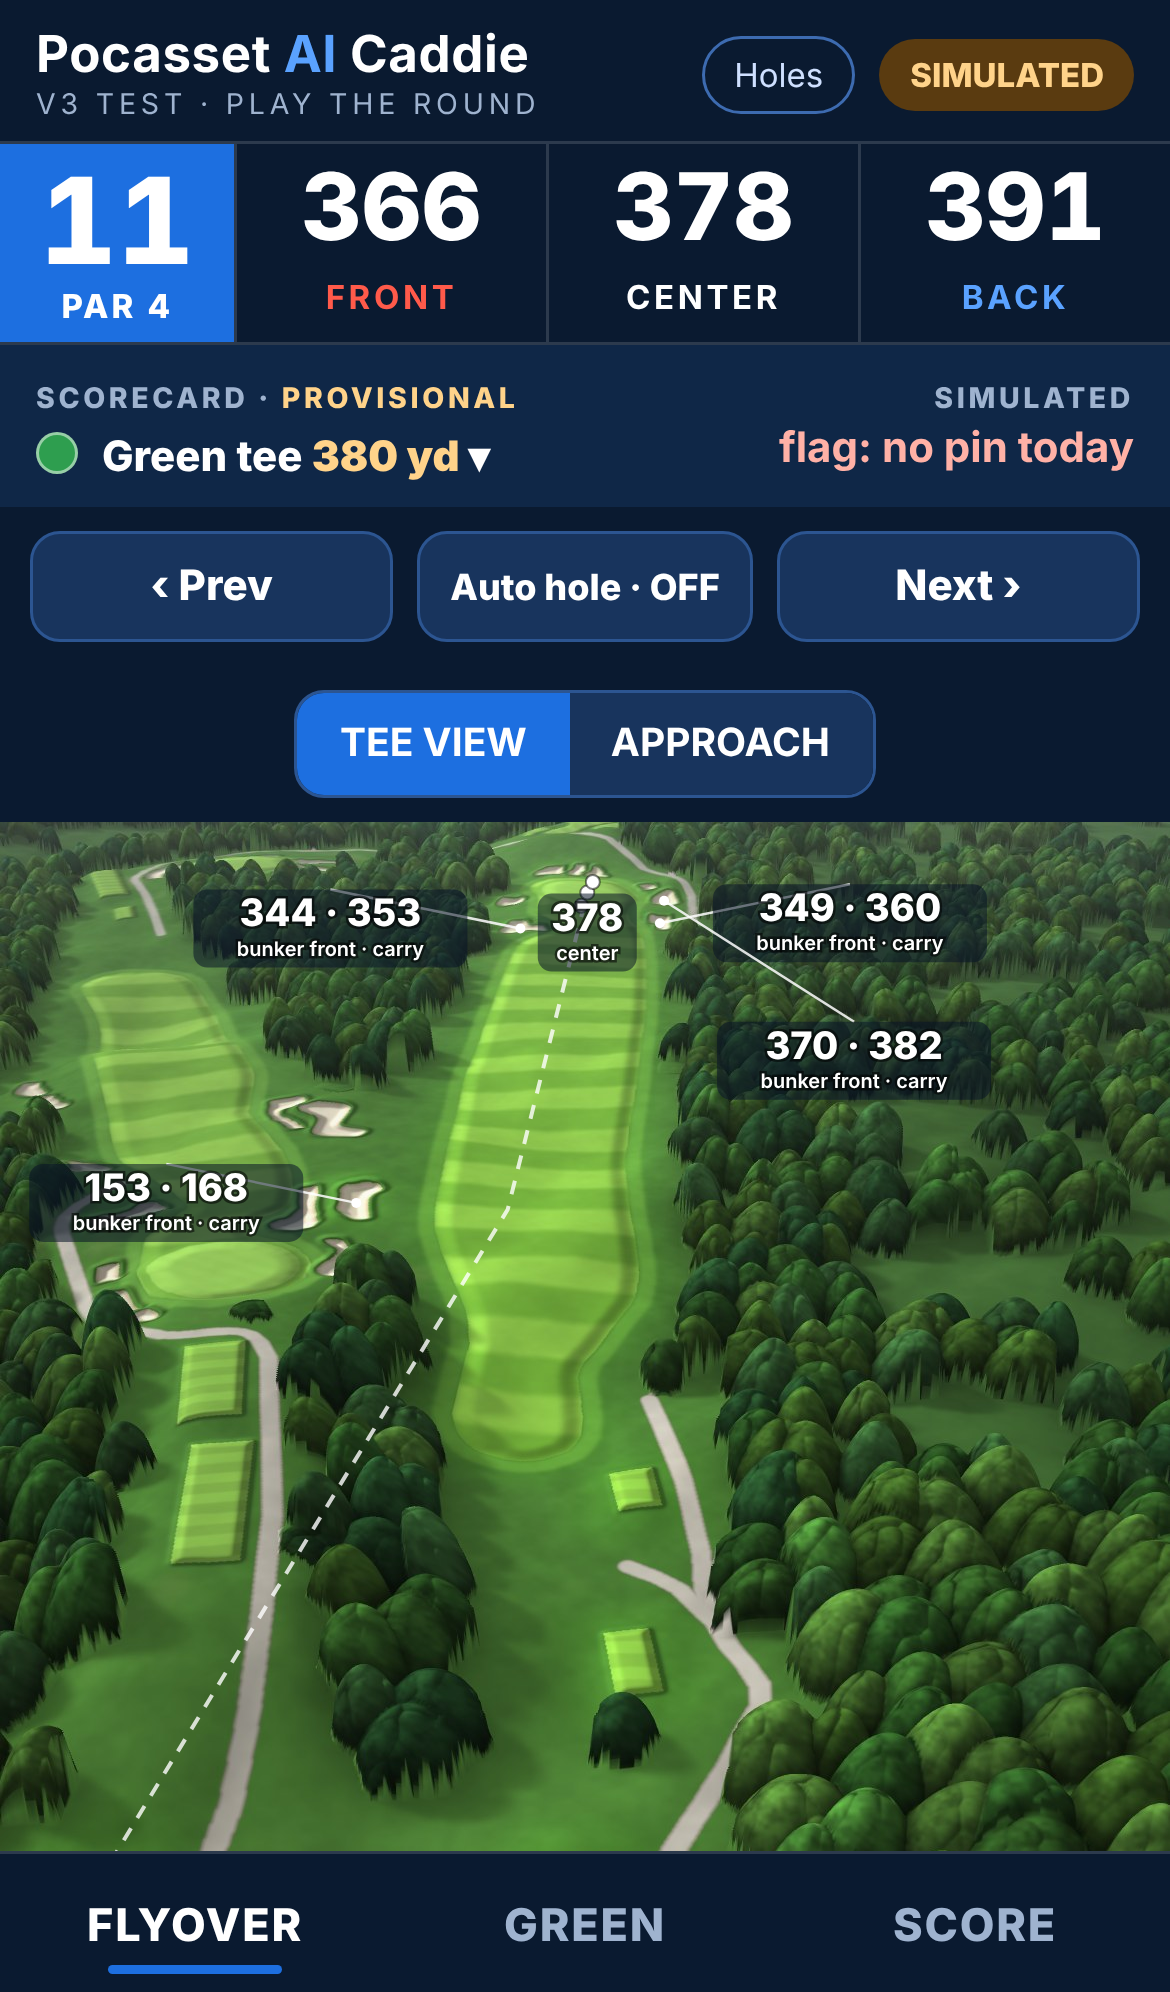 Pocasset AI Caddie
V3 TEST · PLAY THE ROUND
Holes
SIMULATED
11
PAR 4
366
FRONT
378
CENTER
391
BACK
SCORECARD · PROVISIONAL
Green tee 380 yd ▼
SIMULATED
flag: no pin today
‹ Prev
Auto hole · OFF
Next ›
TEE VIEW
APPROACH
344 · 353
bunker front · carry
378
center
349 · 360
bunker front · carry
370 · 382
bunker front · carry
153 · 168
bunker front · carry
FLYOVER
GREEN
SCORE